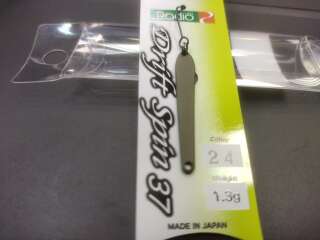 Rodio
Drift Spin 37
Color
24
Weight
1.3g
MADE IN JAPAN